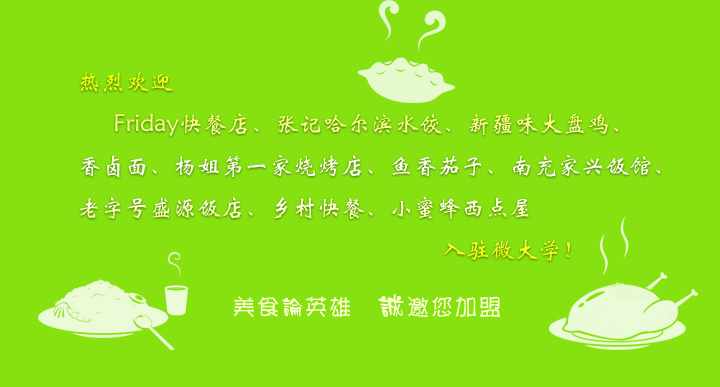 热烈欢迎
Friday快餐店、张记哈尔滨水饺、新疆味大盘鸡、
香卤面、杨姐第一家烧烤店、鱼番茄子、南充家兴饭馆、
老字号盛源饭店、乡村快餐、小蜜蜂西点屋
入驻微大学！
美食論英雄 誠邀您加盟